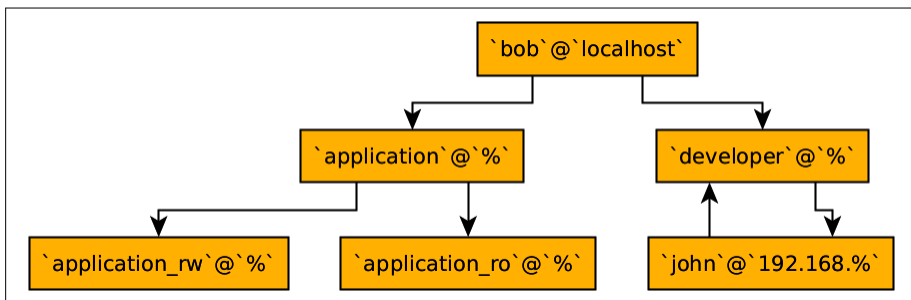 `bob`@`localhost`
`application`@`%`
`developer`@`%`
`application_rw`@`%`
`application_ro`@`%`
`john`@`192.168.%`